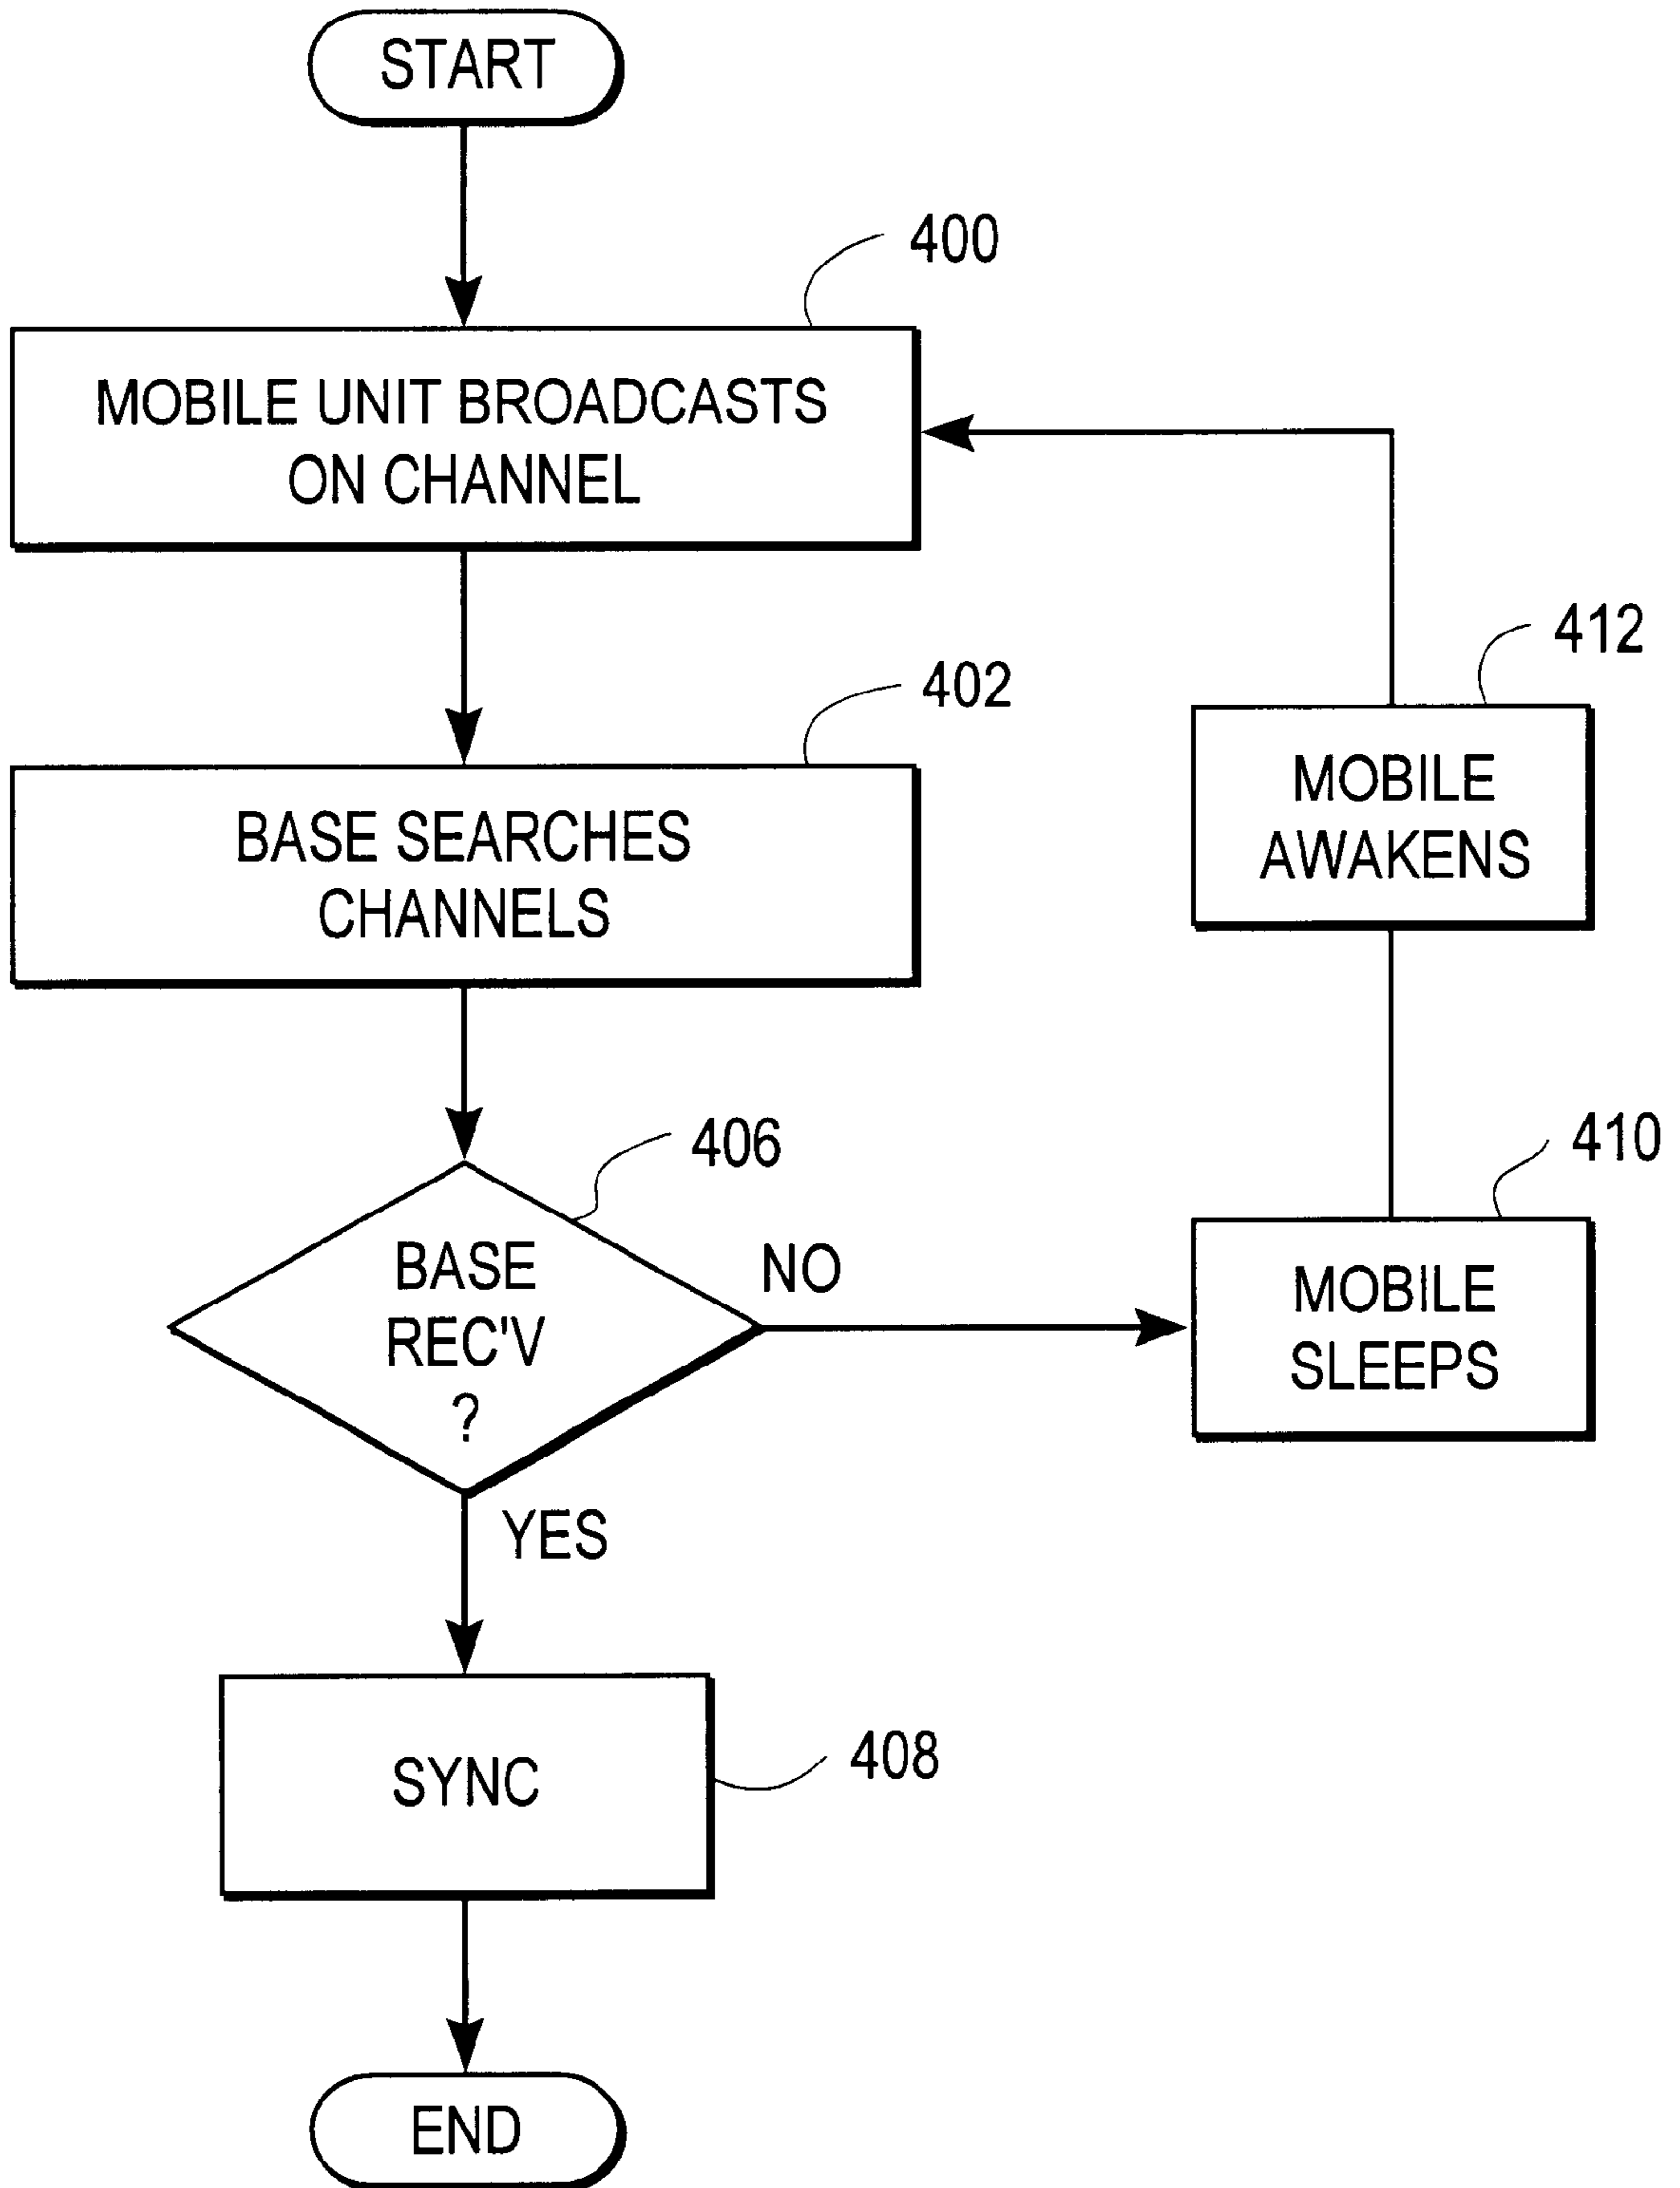 START
400
MOBILE UNIT BROADCASTS
ON CHANNEL
402
BASE SEARCHES
CHANNELS
412
MOBILE
AWAKENS
406
BASE
REC'V
?
NO
410
MOBILE
SLEEPS
YES
SYNC
408
END